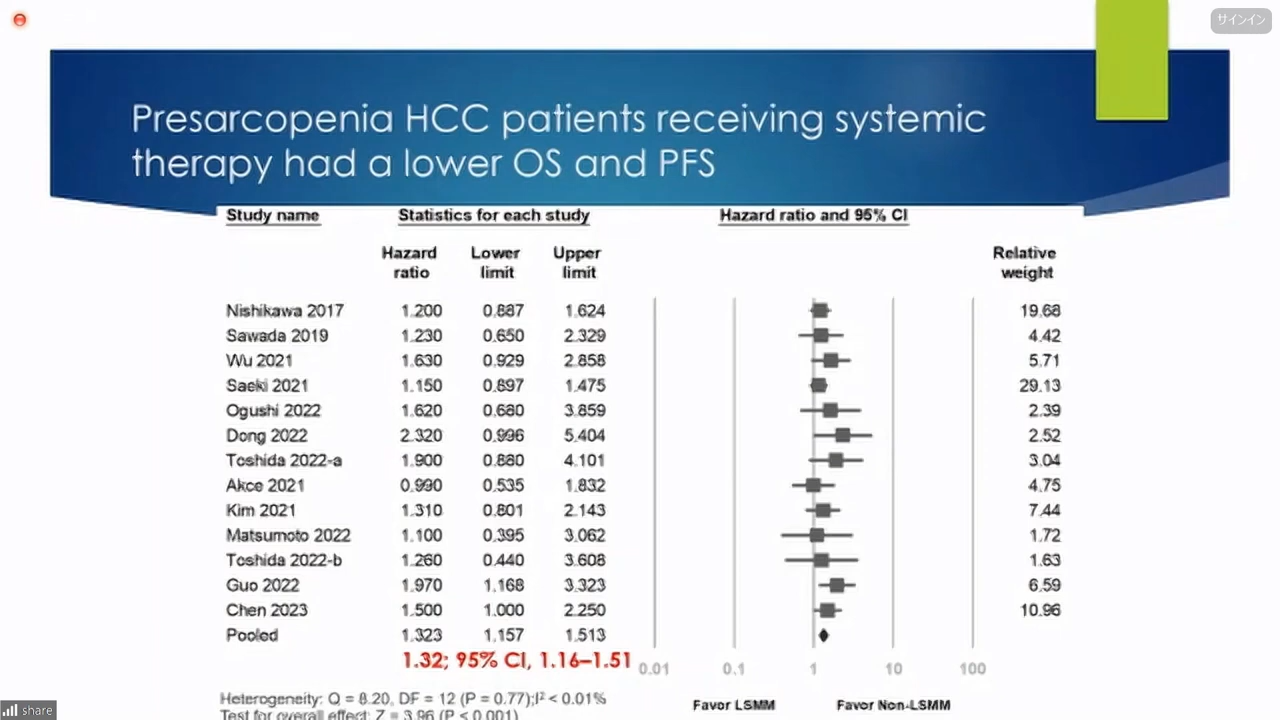 サインイン
Presarcopenia HCC patients receiving systemic
therapy had a lower OS and PFS
Study name Statistics for each study Hazard ratio and 95% CI
Hazard ratio Lower limit Upper limit Relative weight
Nishikawa 2017 1.200 0.887 1.624 19.68
Sawada 2019 1.230 0.650 2.329 4.42
Wu 2021 1.630 0.929 2.858 5.71
Saeki 2021 1.150 0.897 1.475 29.13
Ogushi 2022 1.620 0.680 3.859 2.39
Dong 2022 2.320 0.996 5.404 2.52
Toshida 2022-a 1.900 0.880 4.101 3.04
Akce 2021 0.990 0.535 1.832 4.75
Kim 2021 1.310 0.801 2.143 7.44
Matsumoto 2022 1.100 0.395 3.062 1.72
Toshida 2022-b 1.260 0.440 3.608 1.63
Guo 2022 1.970 1.168 3.323 6.59
Chen 2023 1.500 1.000 2.250 10.96
Pooled 1.323 1.157 1.513
1.32; 95% CI, 1.16–1.51
0.01 0.1 1 10 100
Favor LSMM Favor Non-LSMM
Heterogeneity: Q = 8.20, DF = 12 (P = 0.77);I² < 0.01%
Test for overall effect: Z = 3.96 (P < 0.001)
share